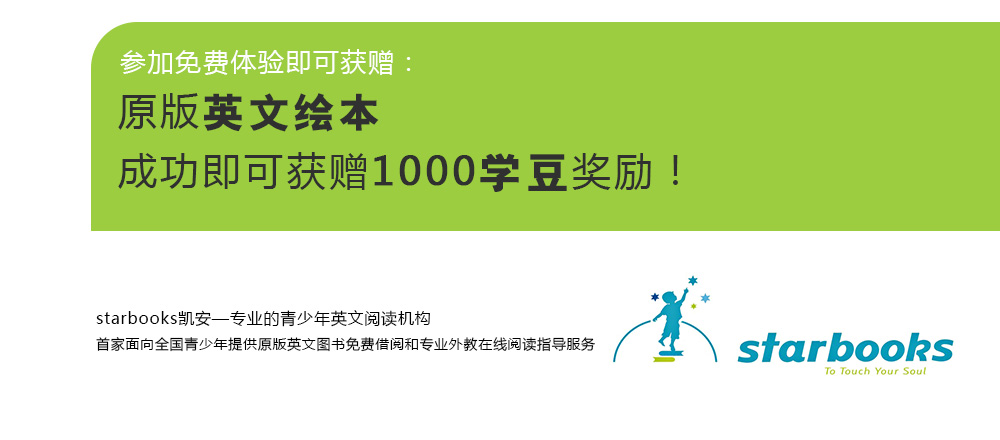 参加免费体验即可获赠：
原版英文绘本
成功即可获赠1000学豆奖励！
starbooks凯安—专业的青少年英文阅读机构
首家面向全国青少年提供原版英文图书免费借阅和专业外教在线阅读指导服务
starbooks
To Touch Your Soul